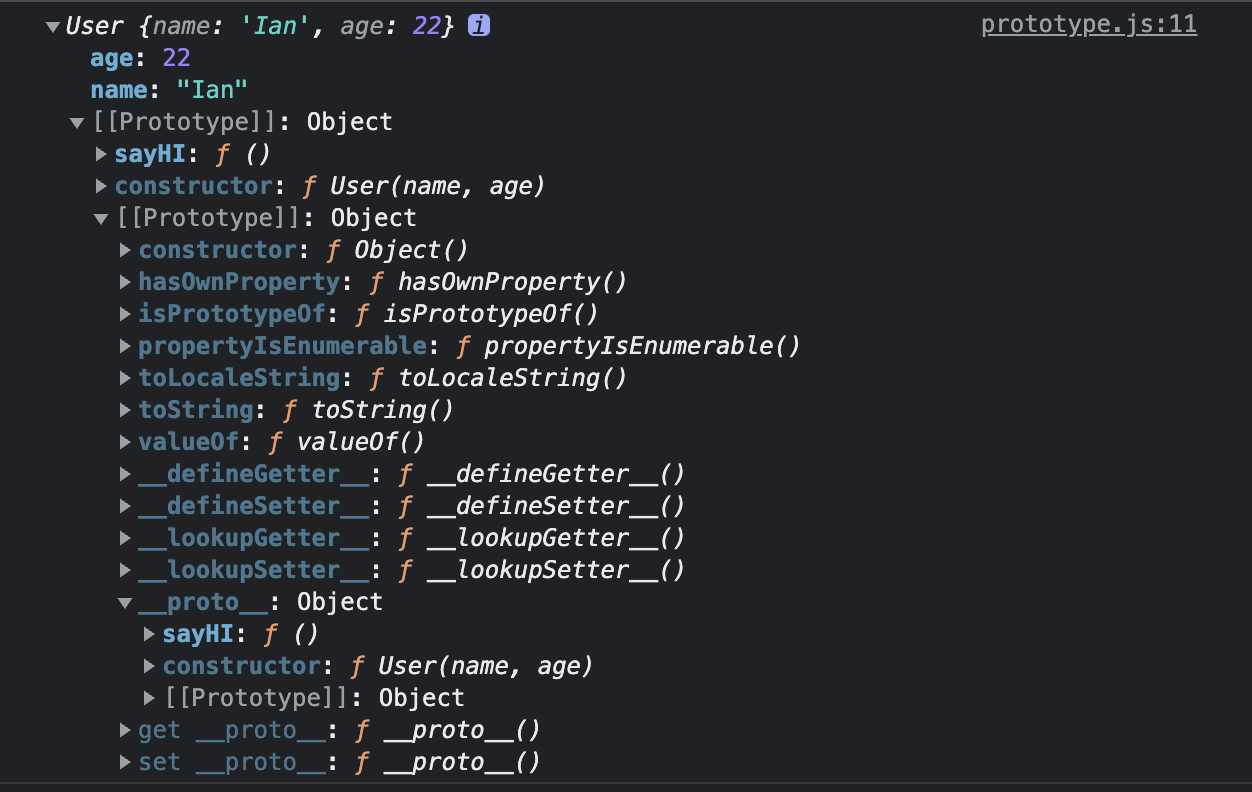 ▼User {name: 'Ian', age: 22} i prototype.js:11
age: 22
name: "Ian"
▼[[Prototype]]: Object
▶sayHI: ƒ ()
▶constructor: ƒ User(name, age)
▼[[Prototype]]: Object
▶constructor: ƒ Object()
▶hasOwnProperty: ƒ hasOwnProperty()
▶isPrototypeOf: ƒ isPrototypeOf()
▶propertyIsEnumerable: ƒ propertyIsEnumerable()
▶toLocaleString: ƒ toLocaleString()
▶toString: ƒ toString()
▶valueOf: ƒ valueOf()
▶__defineGetter__: ƒ __defineGetter__()
▶__defineSetter__: ƒ __defineSetter__()
▶__lookupGetter__: ƒ __lookupGetter__()
▶__lookupSetter__: ƒ __lookupSetter__()
▼__proto__: Object
▶sayHI: ƒ ()
▶constructor: ƒ User(name, age)
▶[[Prototype]]: Object
▶get __proto__: ƒ __proto__()
▶set __proto__: ƒ __proto__()